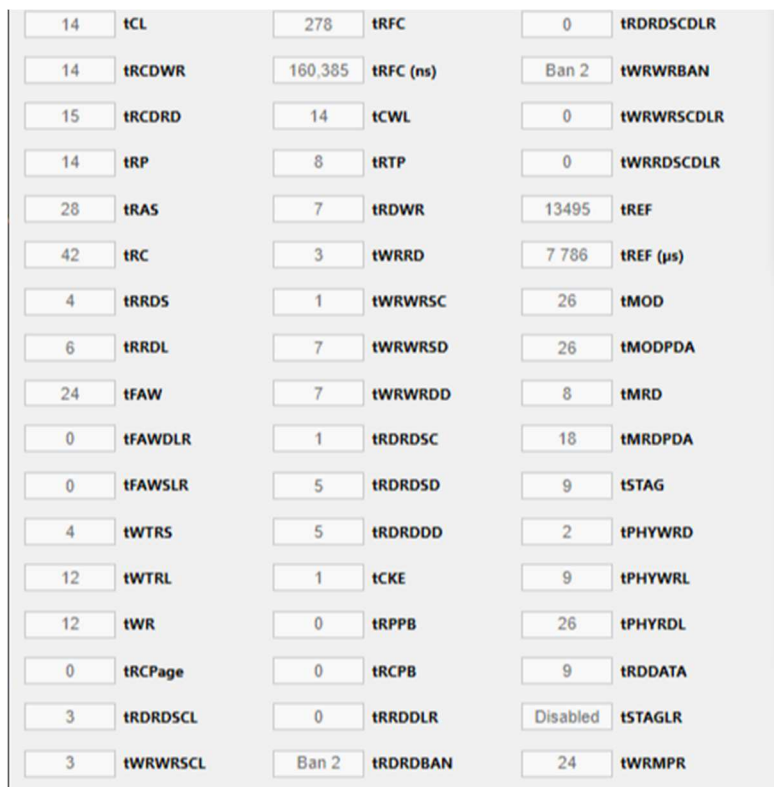 14 tCL 278 tRFC 0 tRDRDSCDLR
14 tRCDWR 160,385 tRFC (ns) Ban 2 tWRWRBAN
15 tRCDRD 14 tCWL 0 tWRWRSCDLR
14 tRP 8 tRTP 0 tWRRDSCDLR
28 tRAS 7 tRDWR 13495 tREF
42 tRC 3 tWRRD 7 786 tREF (µs)
4 tRRDS 1 tWRWRSC 26 tMOD
6 tRRDL 7 tWRWRSD 26 tMODPDA
24 tFAW 7 tWRWRDD 8 tMRD
0 tFAWDLR 1 tRDRDSC 18 tMRDPDA
0 tFAWSLR 5 tRDRDSD 9 tSTAG
4 tWTRS 5 tRDRDDD 2 tPHYWRD
12 tWTRL 1 tCKE 9 tPHYWRL
12 tWR 0 tRPPB 26 tPHYRDL
0 tRCPage 0 tRCPB 9 tRDDATA
3 tRDRDSCL 0 tRRDDLR Disabled tSTAGLR
3 tWRWRSCL Ban 2 tRDRDBAN 24 tWRMPR